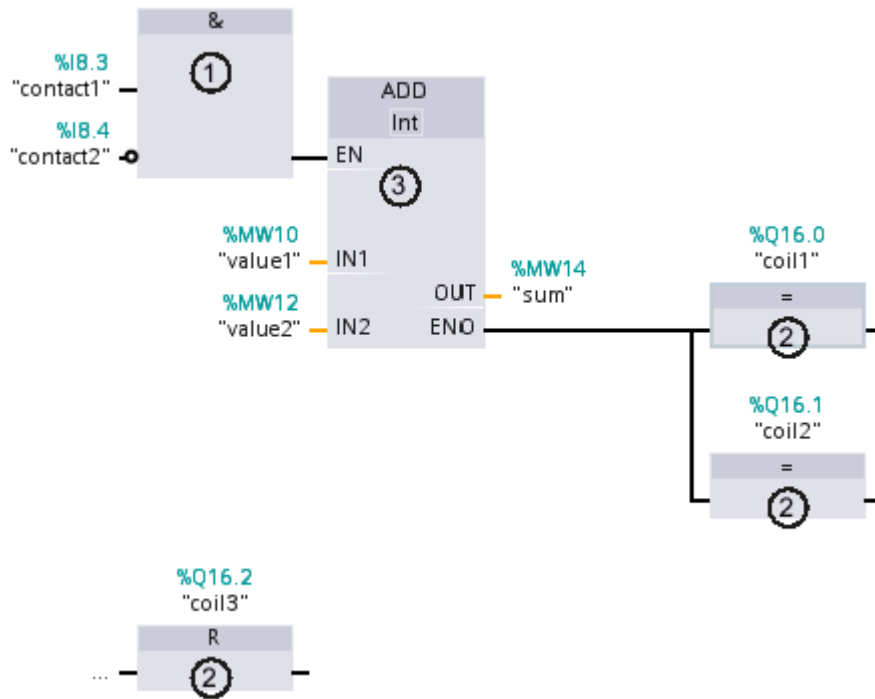 &
1
%I8.3
"contact1"
%I8.4
"contact2"
ADD
Int
EN
3
%MW10
"value1"
IN1
%MW12
"value2"
IN2
OUT
%MW14
"sum"
ENO
%Q16.0
"coil1"
=
2
%Q16.1
"coil2"
=
2
%Q16.2
"coil3"
R
...
2